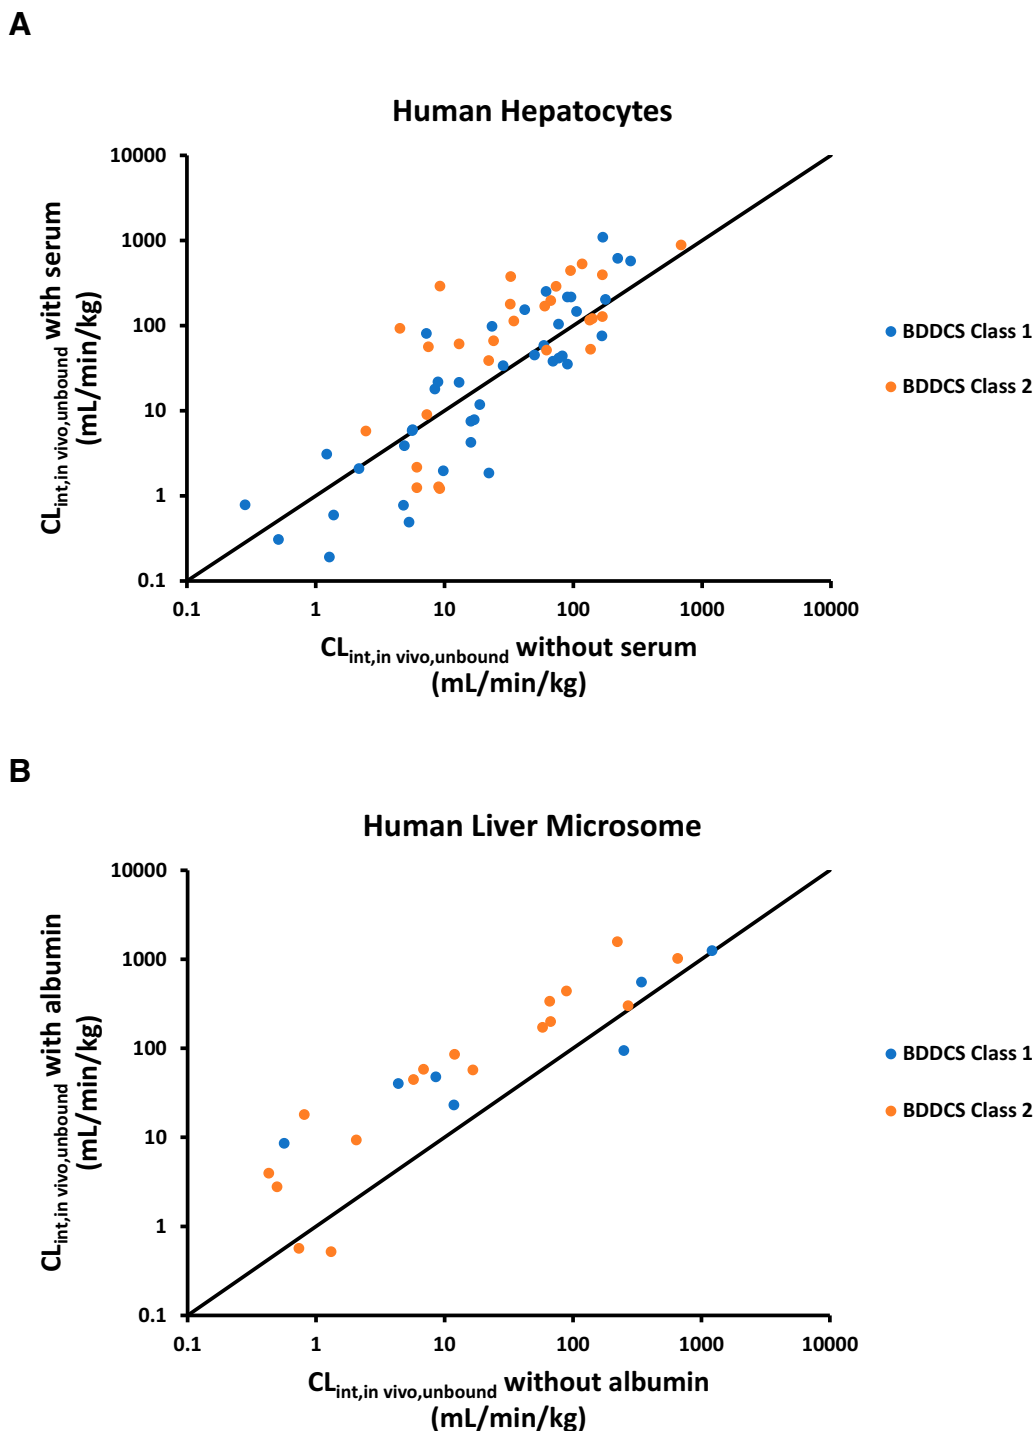 A
Human Hepatocytes
CLint,in vivo,unbound with serum
(mL/min/kg)
10000
1000
100
10
1
0.1
0.1 1 10 100 1000 10000
CLint,in vivo,unbound without serum
(mL/min/kg)
BDDCS Class 1
BDDCS Class 2
B
Human Liver Microsome
CLint,in vivo,unbound with albumin
(mL/min/kg)
10000
1000
100
10
1
0.1
0.1 1 10 100 1000 10000
CLint,in vivo,unbound without albumin
(mL/min/kg)
BDDCS Class 1
BDDCS Class 2